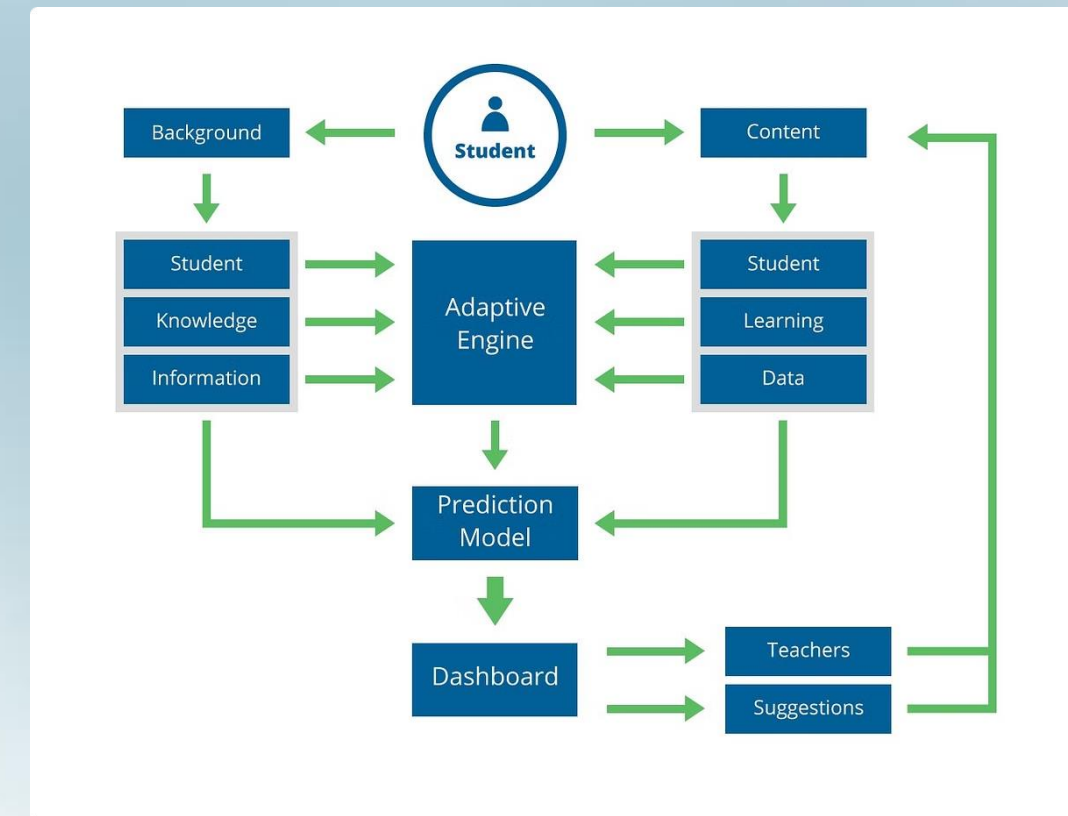 Student
Background
Content
Student
Knowledge
Information
Adaptive
Engine
Student
Learning
Data
Prediction
Model
Dashboard
Teachers
Suggestions